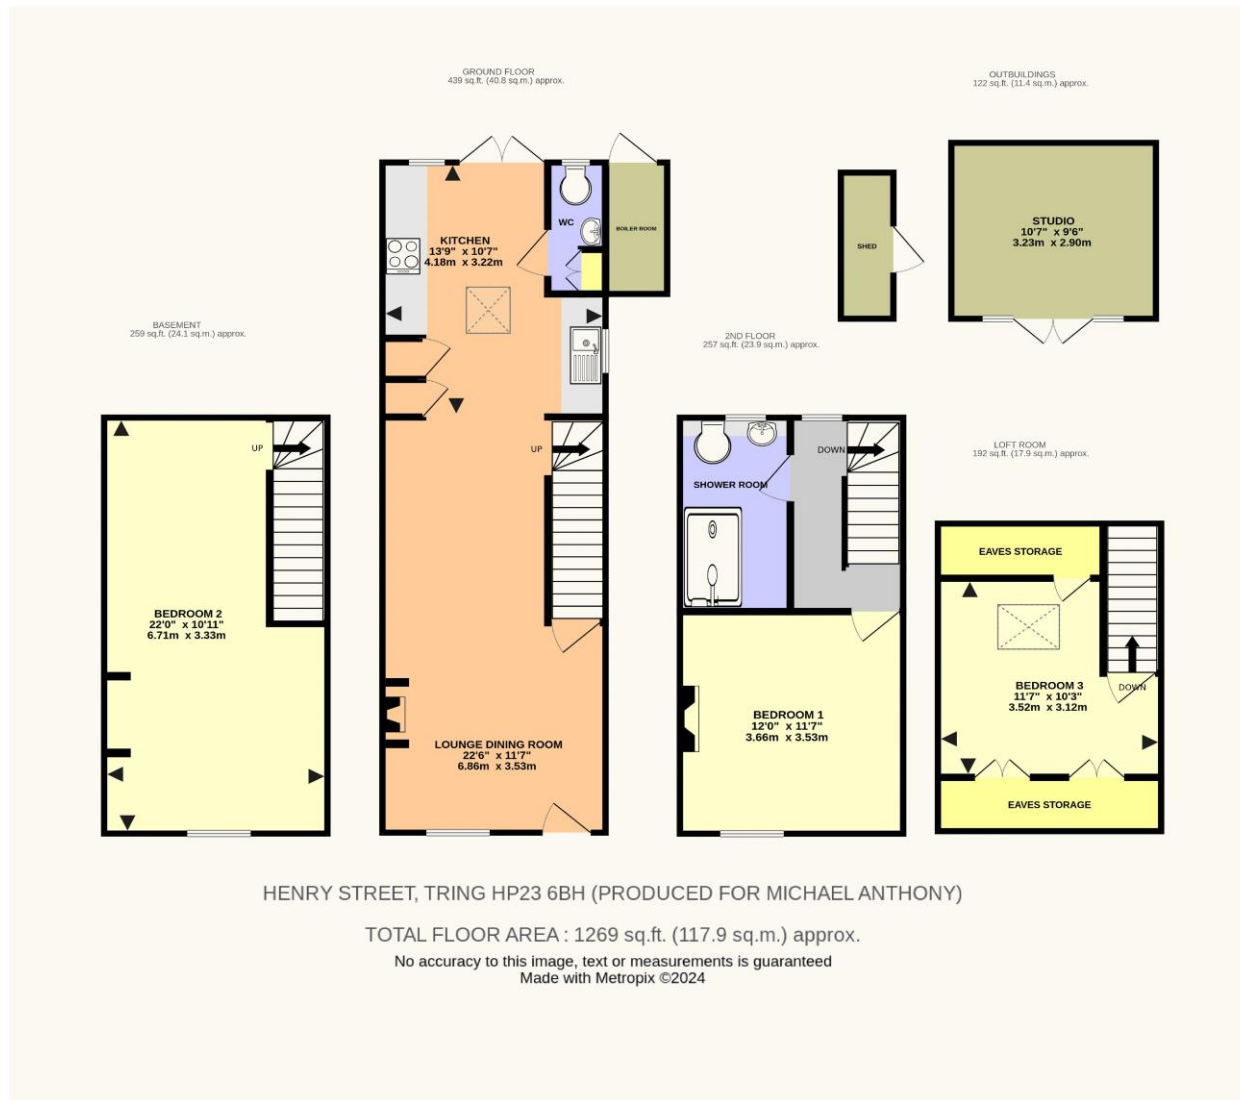 GROUND FLOOR
439 sq.ft. (40.8 sq.m.) approx.
OUTBUILDINGS
122 sq.ft. (11.4 sq.m.) approx.
KITCHEN
13'9" x 10'7"
4.18m x 3.22m
WC
BOILER ROOM
SHED
STUDIO
10'7" x 9'6"
3.23m x 2.90m
BASEMENT
259 sq.ft. (24.1 sq.m.) approx.
2ND FLOOR
257 sq.ft. (23.9 sq.m.) approx.
LOFT ROOM
192 sq.ft. (17.9 sq.m.) approx.
UP
BEDROOM 2
22'0" x 10'11"
6.71m x 3.33m
UP
LOUNGE DINING ROOM
22'6" x 11'7"
6.86m x 3.53m
DOWN
SHOWER ROOM
BEDROOM 1
12'0" x 11'7"
3.66m x 3.53m
EAVES STORAGE
BEDROOM 3
11'7" x 10'3"
3.52m x 3.12m
DOWN
EAVES STORAGE
HENRY STREET, TRING HP23 6BH (PRODUCED FOR MICHAEL ANTHONY)
TOTAL FLOOR AREA : 1269 sq.ft. (117.9 sq.m.) approx.
No accuracy to this image, text or measurements is guaranteed
Made with Metropix ©2024